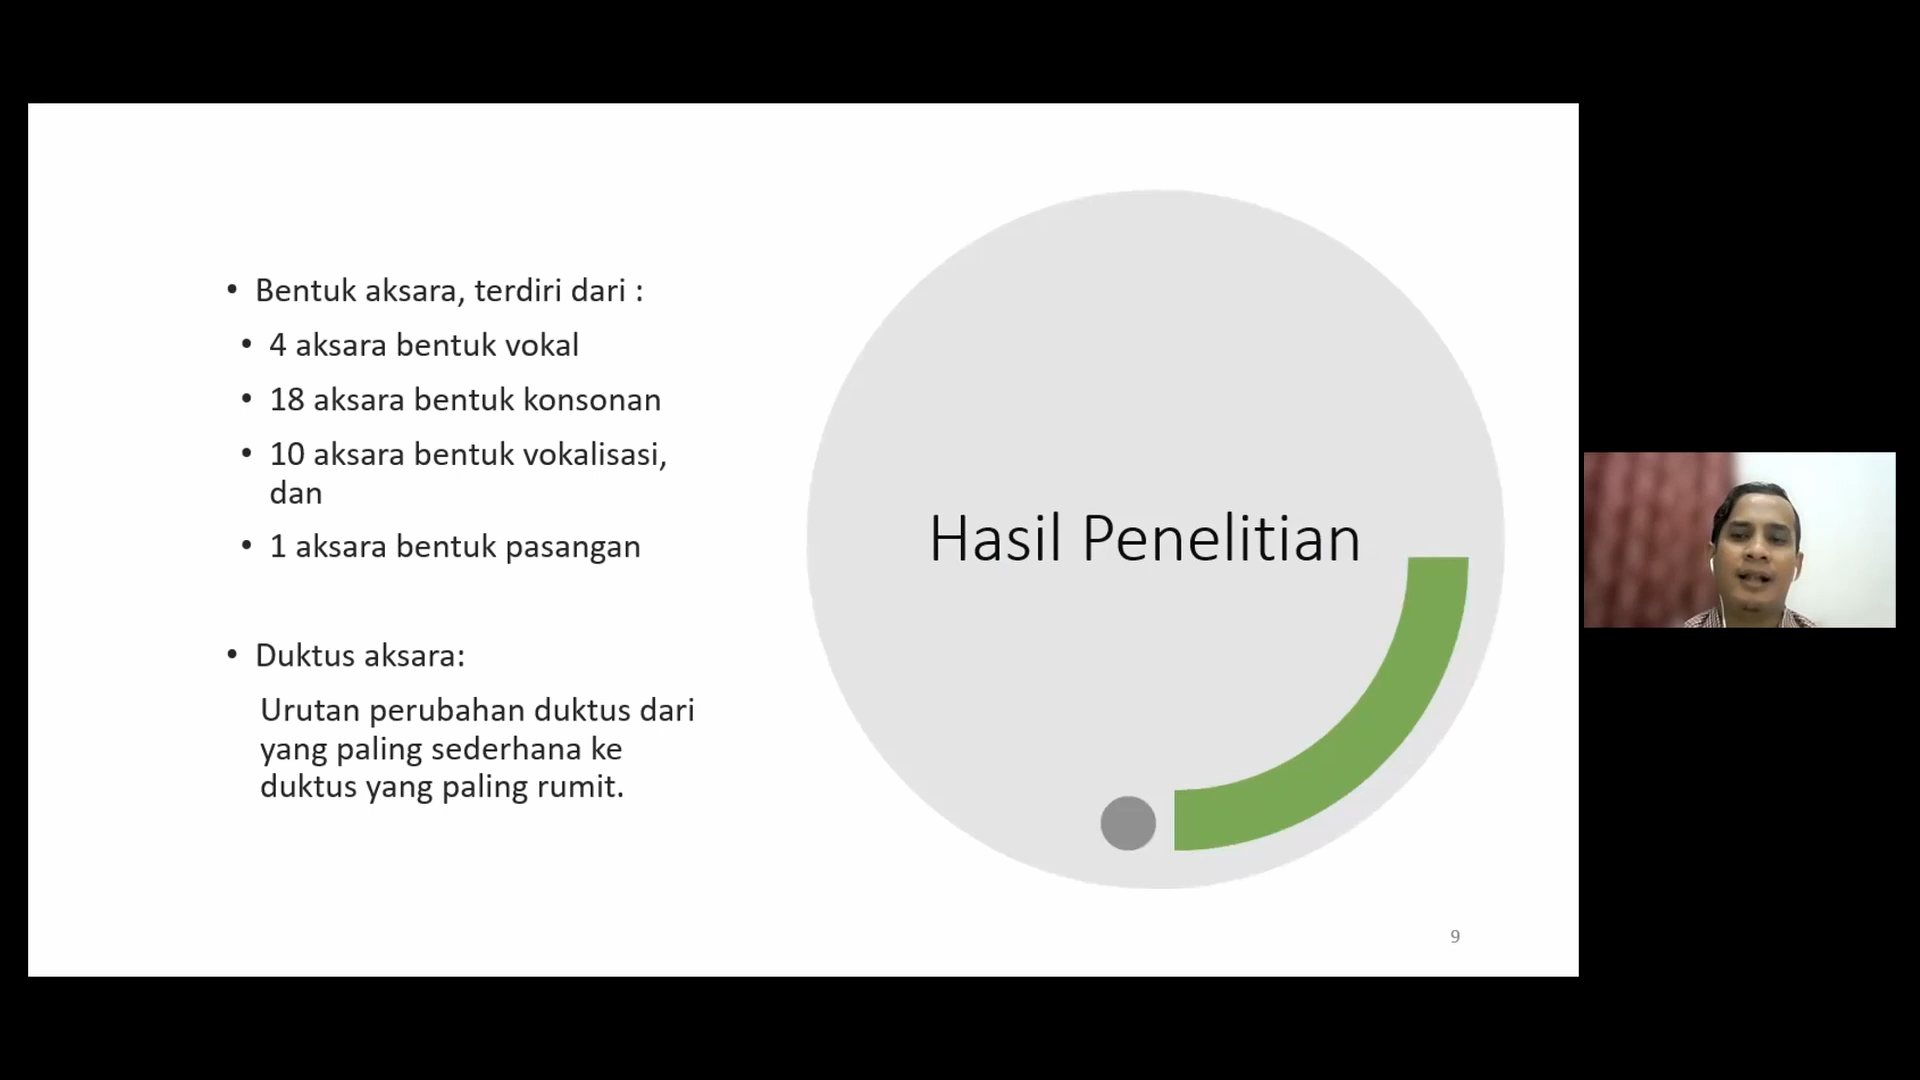 • Bentuk aksara, terdiri dari :
• 4 aksara bentuk vokal
• 18 aksara bentuk konsonan
• 10 aksara bentuk vokalisasi,
dan
• 1 aksara bentuk pasangan
• Duktus aksara:
Urutan perubahan duktus dari
yang paling sederhana ke
duktus yang paling rumit.
Hasil Penelitian
9